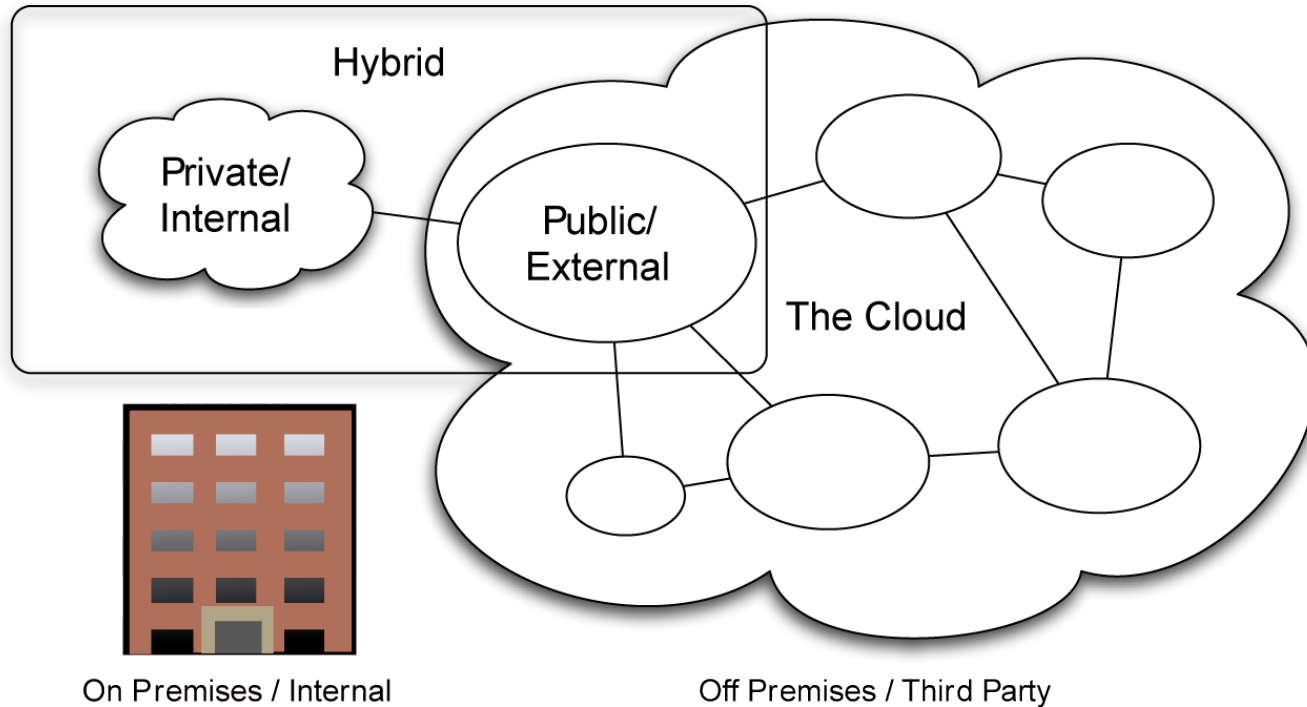 Hybrid
Private/
Internal
Public/
External
The Cloud
On Premises / Internal
Off Premises / Third Party